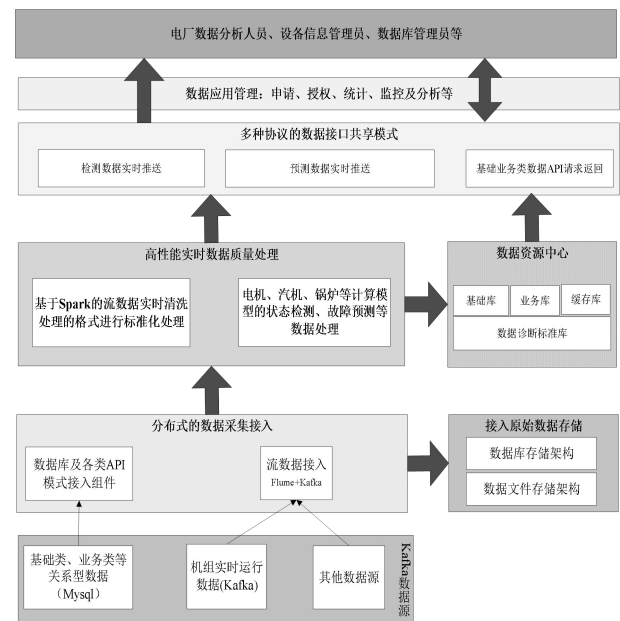 电厂数据分析人员、设备信息管理员、数据库管理员等
数据应用管理：申请、授权、统计、监控及分析等
多种协议的数据接口共享模式
检测数据实时推送
预测数据实时推送
基础业务类数据API请求返回
高性能实时数据质量处理
基于Spark的流数据实时清洗
处理的格式进行标准化处理
电机、汽机、锅炉等计算模
型的状态检测、故障预测等
数据处理
数据资源中心
基础库
业务库
缓存库
数据诊断标准库
分布式的数据采集接入
数据库及各类API
模式接入组件
流数据接入
Flume+Kafka
接入原始数据存储
数据库存储架构
数据文件存储架构
基础类、业务类等
关系型数据
（Mysql）
机组实时运行
数据(Kafka)
其他数据源
Kafka数据源